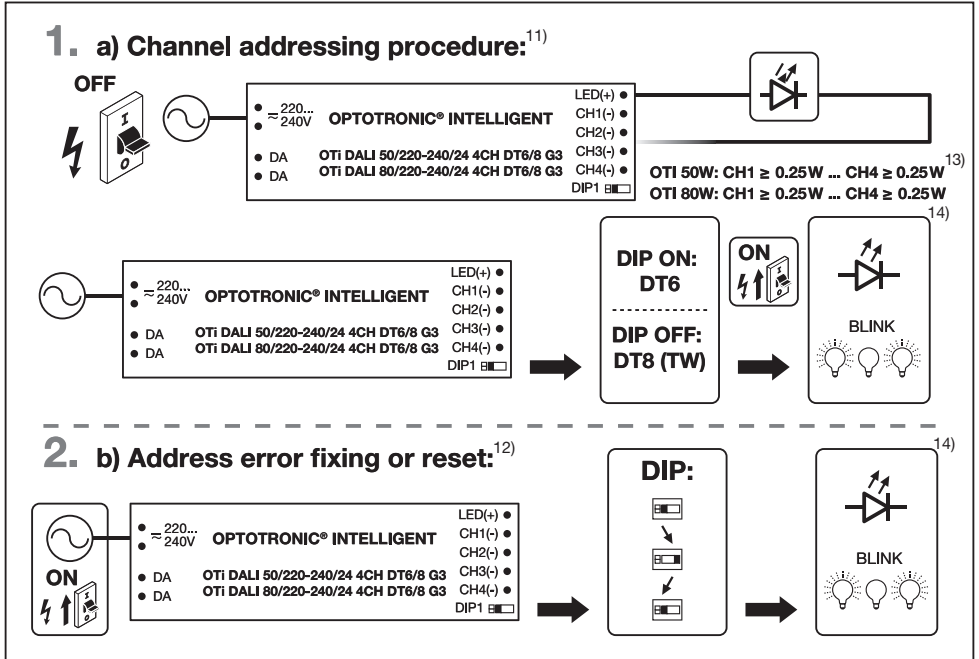 1. a) Channel addressing procedure:11)
OFF
I
O
≂ 220...
240V
OPTOTRONIC® INTELLIGENT
DA
DA
OTi DALI 50/220-240/24 4CH DT6/8 G3
OTi DALI 80/220-240/24 4CH DT6/8 G3
LED(+)
CH1(-)
CH2(-)
CH3(-)
CH4(-)
DIP1
OTI 50W: CH1 ≥ 0.25W ... CH4 ≥ 0.25W13)
OTI 80W: CH1 ≥ 0.25W ... CH4 ≥ 0.25W
≂ 220...
240V
OPTOTRONIC® INTELLIGENT
DA
DA
OTi DALI 50/220-240/24 4CH DT6/8 G3
OTi DALI 80/220-240/24 4CH DT6/8 G3
LED(+)
CH1(-)
CH2(-)
CH3(-)
CH4(-)
DIP1
DIP ON:
DT6
DIP OFF:
DT8 (TW)
ON
14)
BLINK
2. b) Address error fixing or reset:12)
ON
≂ 220...
240V
OPTOTRONIC® INTELLIGENT
DA
DA
OTi DALI 50/220-240/24 4CH DT6/8 G3
OTi DALI 80/220-240/24 4CH DT6/8 G3
LED(+)
CH1(-)
CH2(-)
CH3(-)
CH4(-)
DIP1
DIP:
14)
BLINK